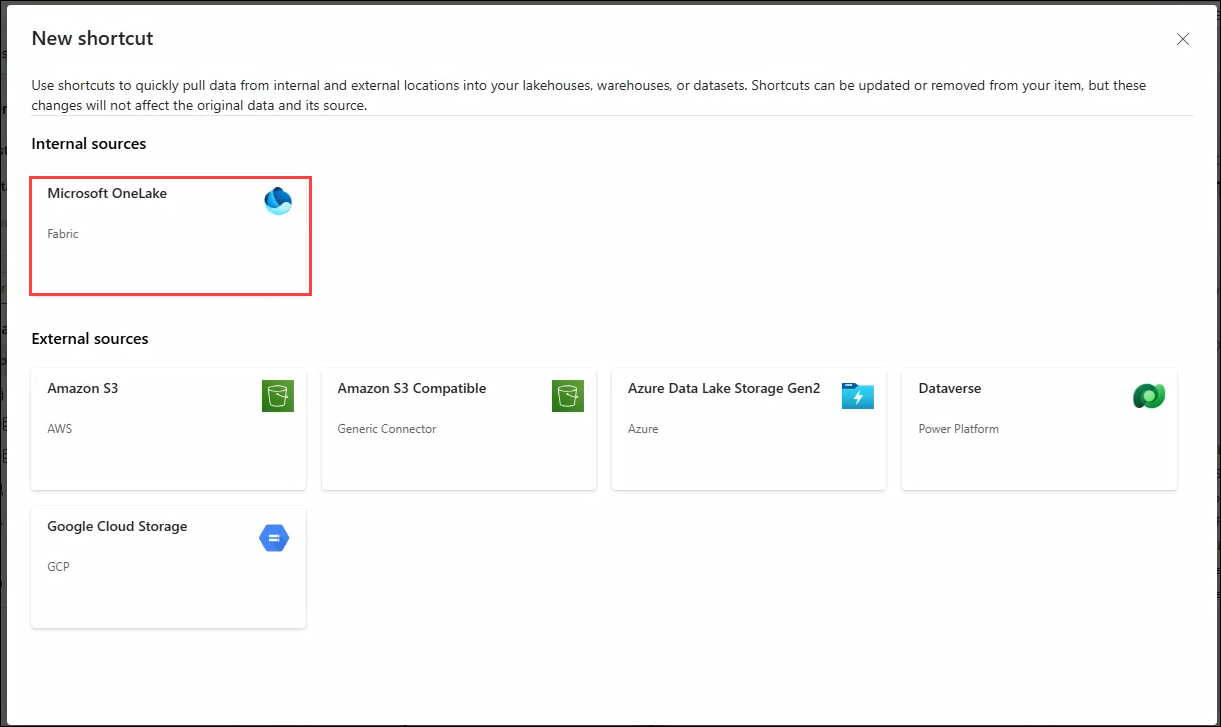 New shortcut
Use shortcuts to quickly pull data from internal and external locations into your lakehouses, warehouses, or datasets. Shortcuts can be updated or removed from your item, but these
changes will not affect the original data and its source.
Internal sources
Microsoft OneLake
Fabric
External sources
Amazon S3
AWS
Amazon S3 Compatible
Generic Connector
Azure Data Lake Storage Gen2
Azure
Dataverse
Power Platform
Google Cloud Storage
GCP